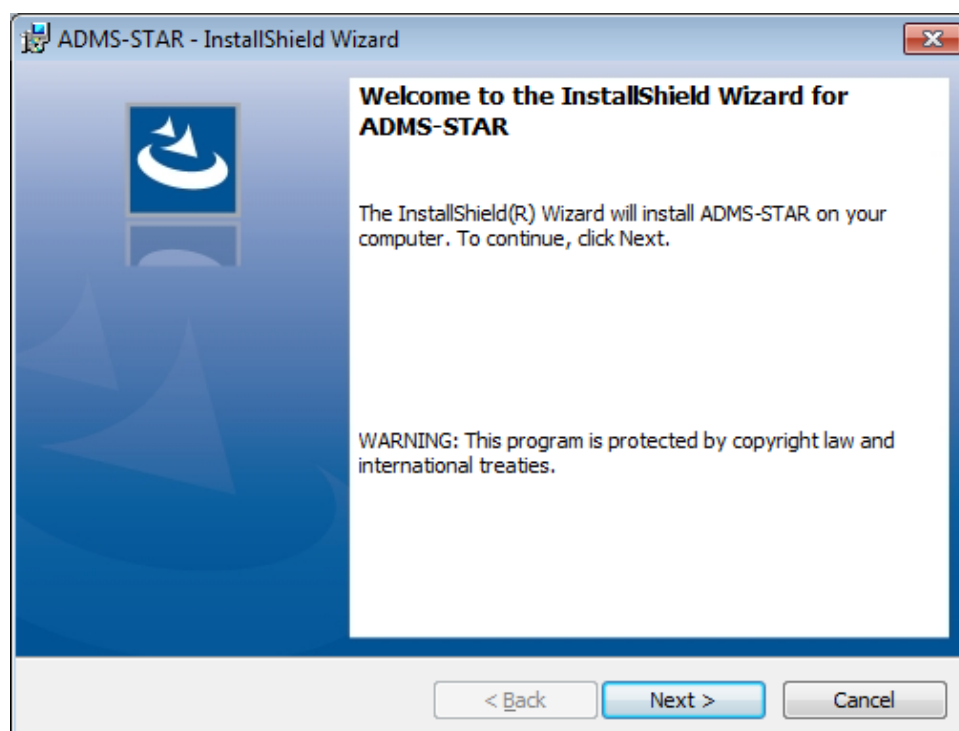 ADMS-STAR - InstallShield Wizard
Welcome to the InstallShield Wizard for
ADMS-STAR
The InstallShield(R) Wizard will install ADMS-STAR on your
computer. To continue, click Next.
WARNING: This program is protected by copyright law and
international treaties.
< Back
Next >
Cancel